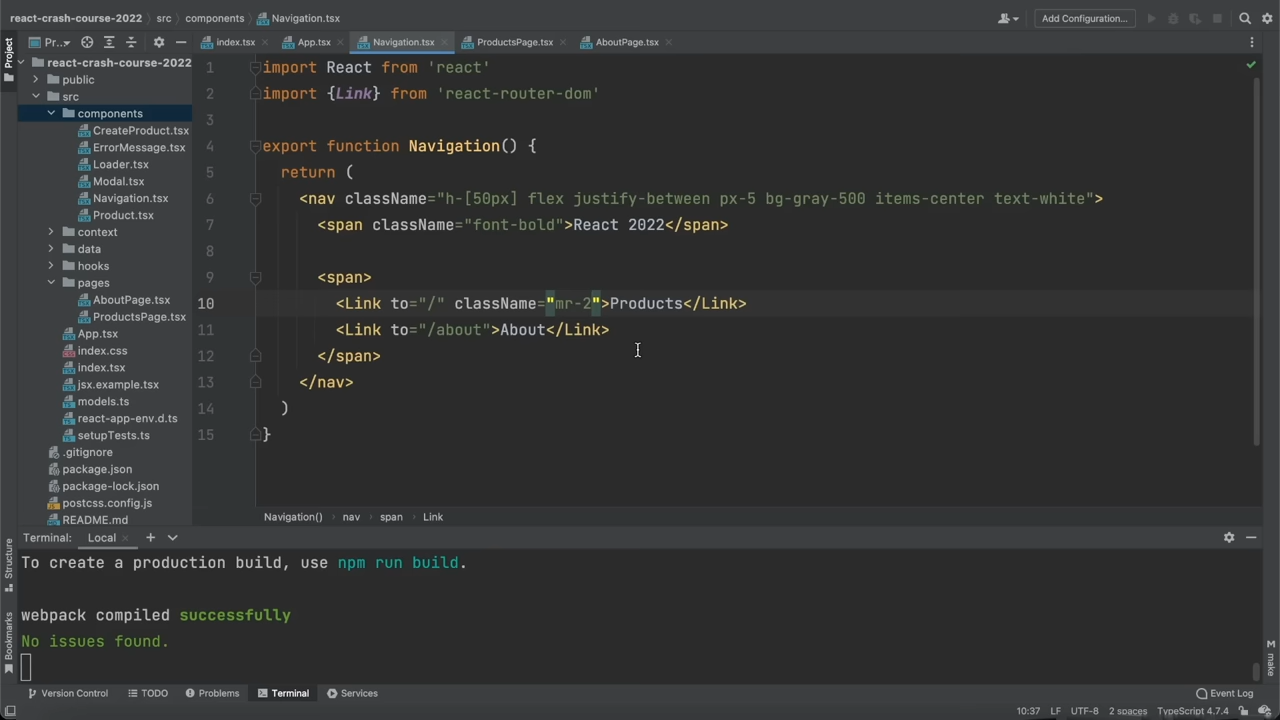 react-crash-course-2022 src components Navigation.tsx Add Configuration...
Project Pr... index.tsx App.tsx Navigation.tsx ProductsPage.tsx AboutPage.tsx
react-crash-course-2022
public
src
components
CreateProduct.tsx
ErrorMessage.tsx
Loader.tsx
Modal.tsx
Navigation.tsx
Product.tsx
context
data
hooks
pages
AboutPage.tsx
ProductsPage.tsx
App.tsx
index.css
index.tsx
jsx.example.tsx
models.ts
react-app-env.d.ts
setupTests.ts
.gitignore
package.json
package-lock.json
postcss.config.js
README.md
1 import React from 'react'
2 import {Link} from 'react-router-dom'
3
4 export function Navigation() {
5 return (
6 <nav className="h-[50px] flex justify-between px-5 bg-gray-500 items-center text-white">
7 <span className="font-bold">React 2022</span>
8
9 <span>
10 <Link to="/" className="mr-2">Products</Link>
11 <Link to="/about">About</Link>
12 </span>
13 </nav>
14 )
15 }
Navigation() nav span Link
Terminal: Local
To create a production build, use npm run build.
webpack compiled successfully
No issues found.
Structure
Bookmarks
make
Version Control TODO Problems Terminal Services Event Log
10:37 LF UTF-8 2 spaces TypeScript 4.7.4